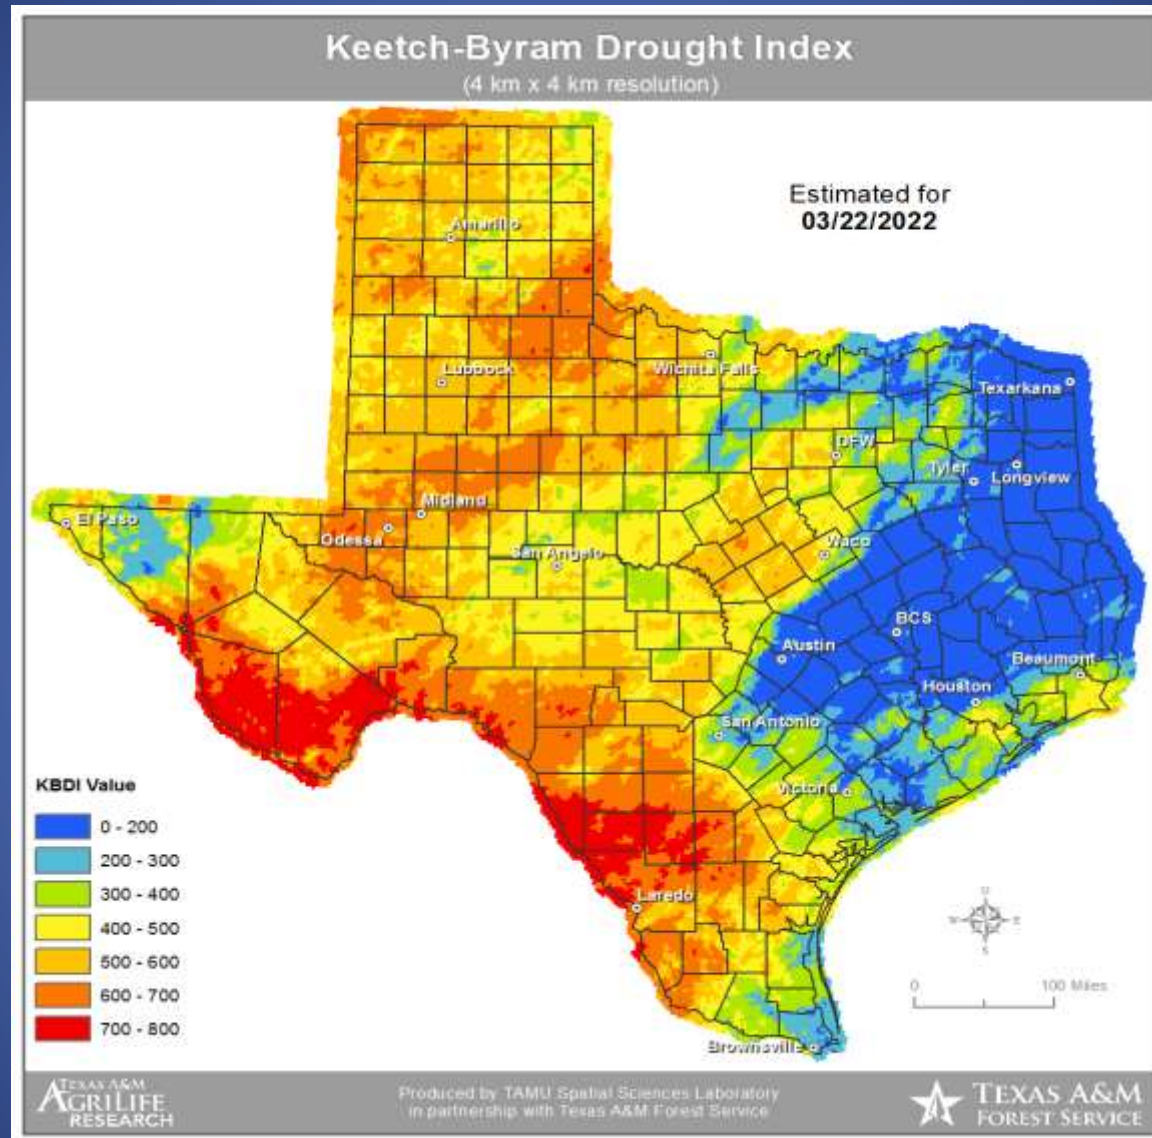 Keetch-Byram Drought Index
(4 km x 4 km resolution)
Estimated for
03/22/2022
Amarillo
Lubbock
Wichita Falls
Texarkana
DFW
Tyler
Longview
Midland
El Paso
Odessa
San Angelo
Waco
BCS
Austin
Beaumont
Houston
San Antonio
Victoria
Laredo
Brownsville
KBDI Value
0 - 200
200 - 300
300 - 400
400 - 500
500 - 600
600 - 700
700 - 800
W E
S
0 100 Miles
TEXAS A&M
AGRILIFE
RESEARCH
Produced by TAMU Spatial Sciences Laboratory
in partnership with Texas A&M Forest Service
TEXAS A&M
FOREST SERVICE